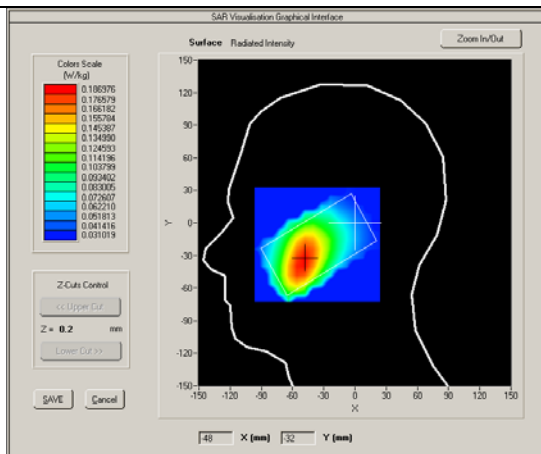 SAR Visualisation Graphical Interface
Surface Radiated Intensity
Zoom In/Out
Colors Scale
(W/kg)
0.186976
0.176579
0.166182
0.155784
0.145387
0.134990
0.124593
0.114196
0.103799
0.093402
0.083005
0.072607
0.062210
0.051813
0.041416
0.031019
Z-Cuts Control
<< Upper Cut
Z = 0.2 mm
Lower Cut >>
SAVE Cancel
Y
150
120
90
60
30
0
-30
-60
-90
-120
-150
-150 -120 -90 -60 -30 0 30 60 90 120 150
X
-48 X (mm) -32 Y (mm)